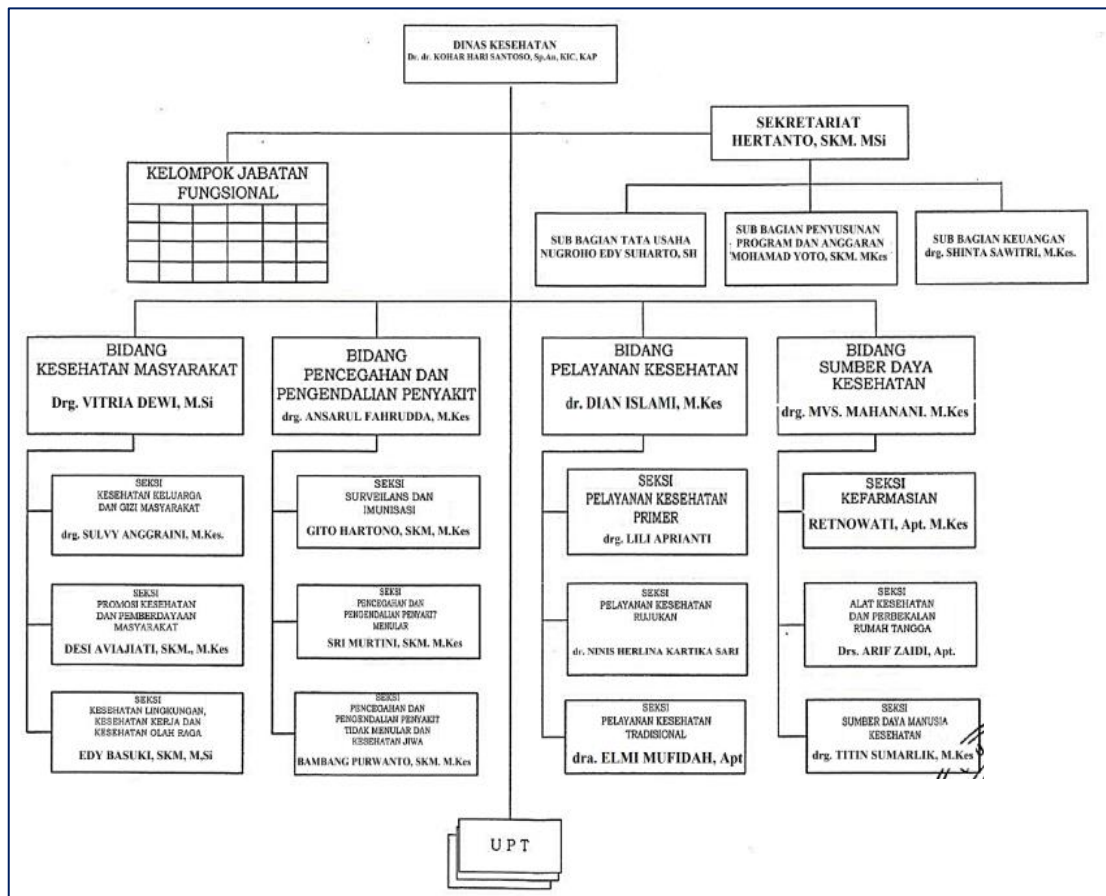 DINAS KESEHATAN
Dr. dr. KOHAR HARI SANTOSO, Sp.An, KIC, KAP
SEKRETARIAT
HERTANTO, SKM. MSi
KELOMPOK JABATAN
FUNGSIONAL
SUB BAGIAN TATA USAHA
NUGROHO EDY SUHARTO, SH
SUB BAGIAN PENYUSUNAN
PROGRAM DAN ANGGARAN
MOHAMAD YOTO, SKM. MKes
SUB BAGIAN KEUANGAN
drg. SHINTA SAWITRI, M.Kes.
BIDANG
KESEHATAN MASYARAKAT
Drg. VITRIA DEWI, M.Si
BIDANG
PENCEGAHAN DAN
PENGENDALIAN PENYAKIT
drg. ANSARUL FAHRUDDA, M.Kes
BIDANG
PELAYANAN KESEHATAN
dr. DIAN ISLAMI, M.Kes
BIDANG
SUMBER DAYA
KESEHATAN
drg. MVS. MAHANANI. M.Kes
SEKSI
KESEHATAN KELUARGA
DAN GIZI MASYARAKAT
drg. SULVY ANGGRAINI, M.Kes.
SEKSI
SURVEILANS DAN
IMUNISASI
GITO HARTONO, SKM, M.Kes
SEKSI
PELAYANAN KESEHATAN
PRIMER
drg. LILI APRIANTI
SEKSI
KEFARMASIAN
RETNOWATI, Apt. M.Kes
SEKSI
PROMOSI KESEHATAN
DAN PEMBERDAYAAN
MASYARAKAT
DESI AVIAJIATI, SKM., M.Kes
SEKSI
PENCEGAHAN DAN
PENGENDALIAN PENYAKIT
MENULAR
SRI MURTINI, SKM. M.Kes
SEKSI
PELAYANAN KESEHATAN
RUJUKAN
dr. NINIS HERLINA KARTIKA SARI
SEKSI
ALAT KESEHATAN
DAN PERBEKALAN
RUMAH TANGGA
Drs. ARIF ZAIDI, Apt.
SEKSI
KESEHATAN LINGKUNGAN,
KESEHATAN KERJA DAN
KESEHATAN OLAH RAGA
EDY BASUKI, SKM, M,Si
SEKSI
PENCEGAHAN DAN
PENGENDALIAN PENYAKIT
TIDAK MENULAR DAN
KESEHATAN JIWA
BAMBANG PURWANTO, SKM. M.Kes
SEKSI
PELAYANAN KESEHATAN
TRADISIONAL
dra. ELMI MUFIDAH, Apt
SEKSI
SUMBER DAYA MANUSIA
KESEHATAN
drg. TITIN SUMARLIK, M.Kes
U P T